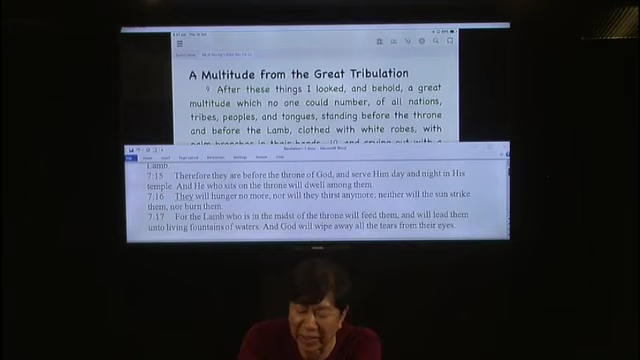 A Multitude from the Great Tribulation
9 After these things I looked, and behold, a great
multitude which no one could number, of all nations,
tribes, peoples, and tongues, standing before the throne
and before the Lamb, clothed with white robes, with
Lamb.
7:15 Therefore they are before the throne of God, and serve Him day and night in His
temple. And He who sits on the throne will dwell among them.
7:16 They will hunger no more, nor will they thirst anymore; neither will the sun strike
them, nor burn them.
7:17 For the Lamb who is in the midst of the throne will feed them, and will lead them
unto living fountains of waters. And God will wipe away all the tears from their eyes.